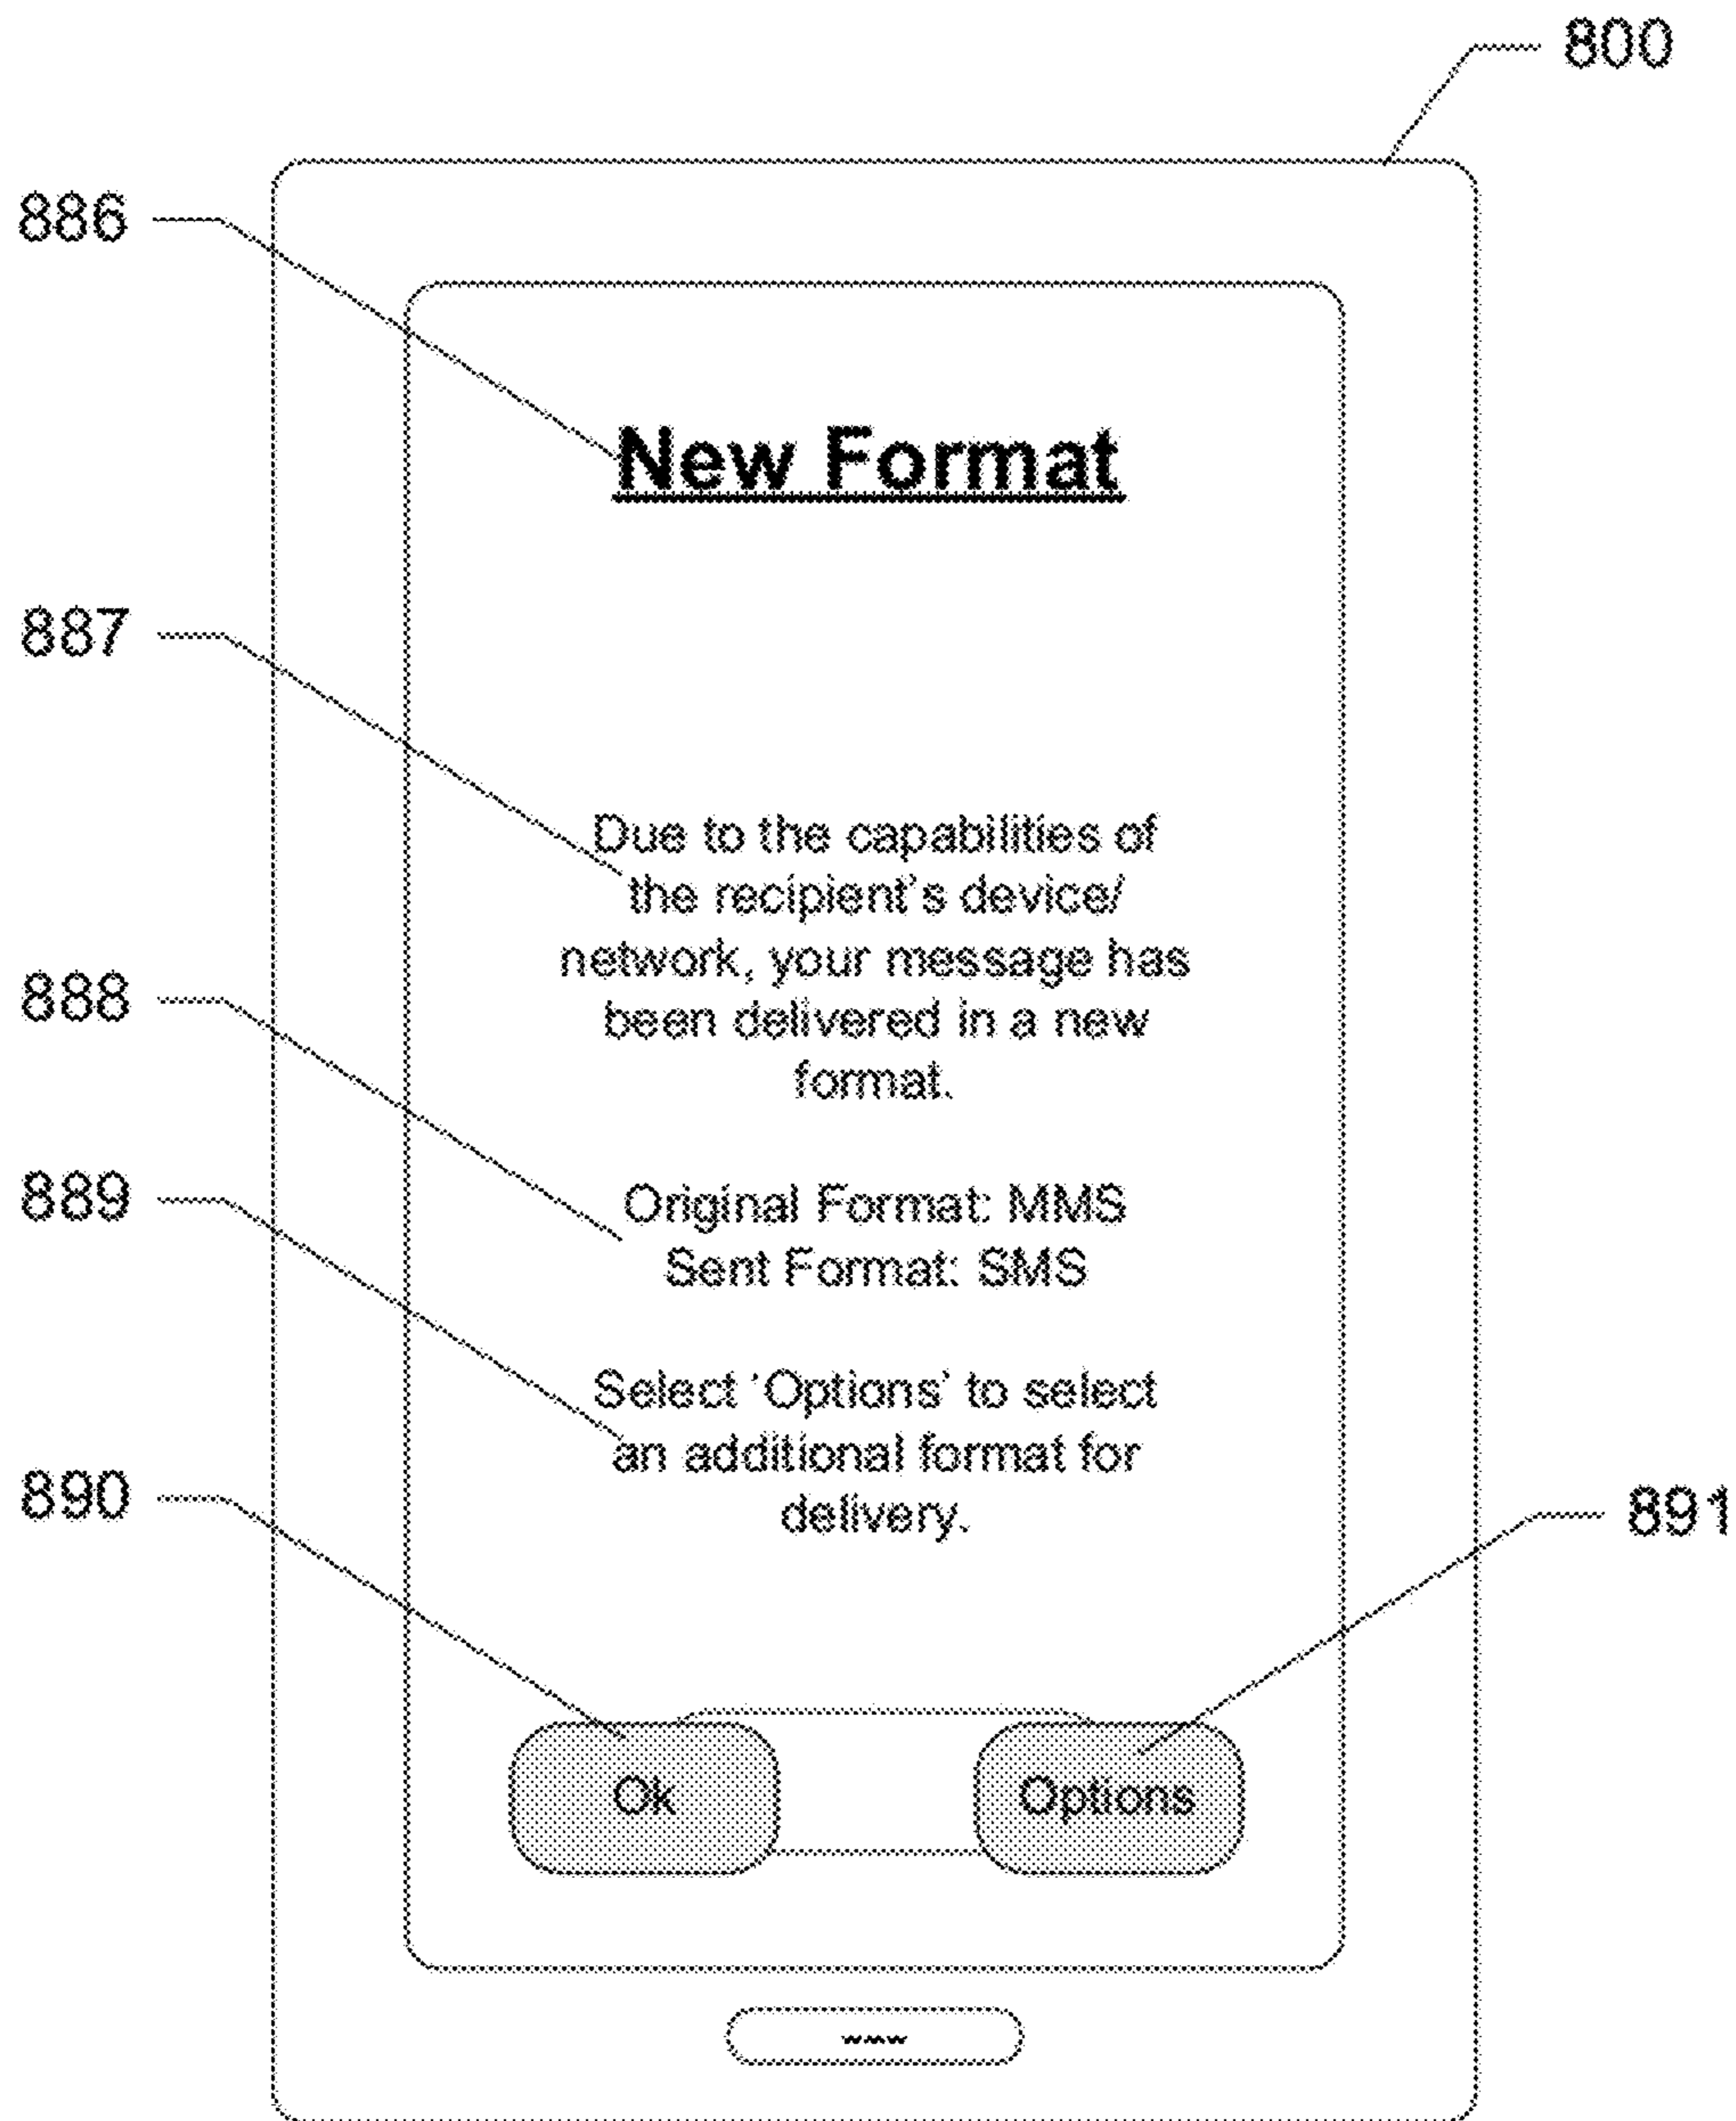 800
886
New Format
887
Due to the capabilities of
the recipient's device/
network, your message has
been delivered in a new
format.
888
Original Format: MMS
Sent Format: SMS
889
Select 'Options' to select
an additional format for
delivery.
890
891
Ok
Options